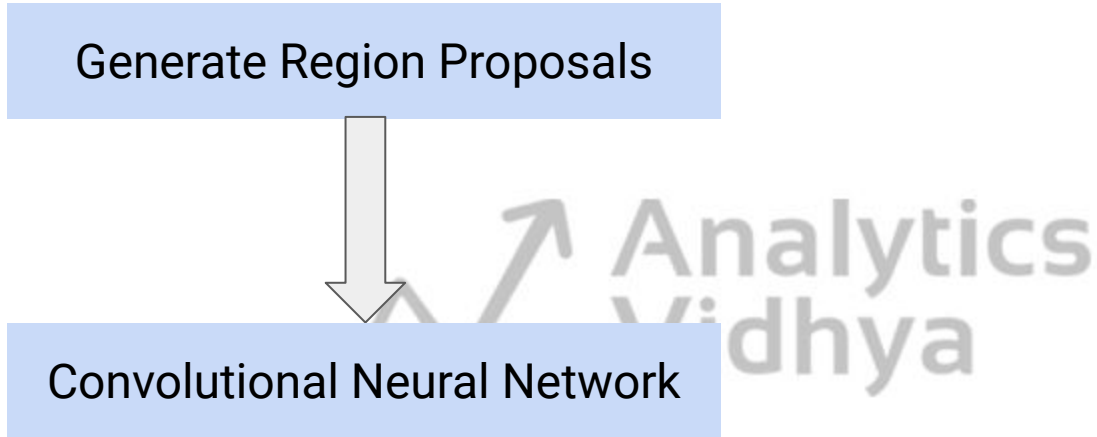 Generate Region Proposals
Analytics
Vidhya
Convolutional Neural Network